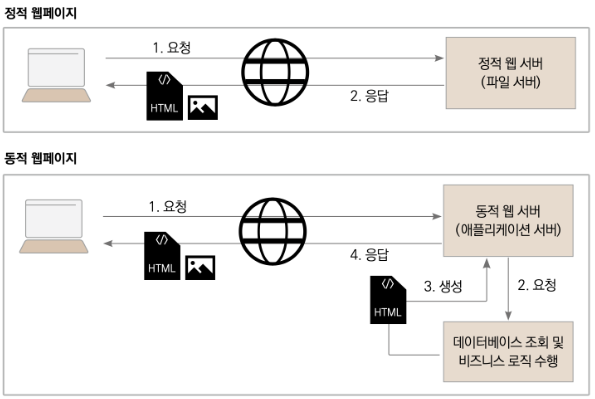 정적 웹페이지
1. 요청
정적 웹 서버
(파일 서버)
</>
HTML
2. 응답
동적 웹페이지
1. 요청
동적 웹 서버
(애플리케이션 서버)
</>
HTML
4. 응답
</>
HTML
3. 생성
2. 요청
데이터베이스 조회 및
비즈니스 로직 수행